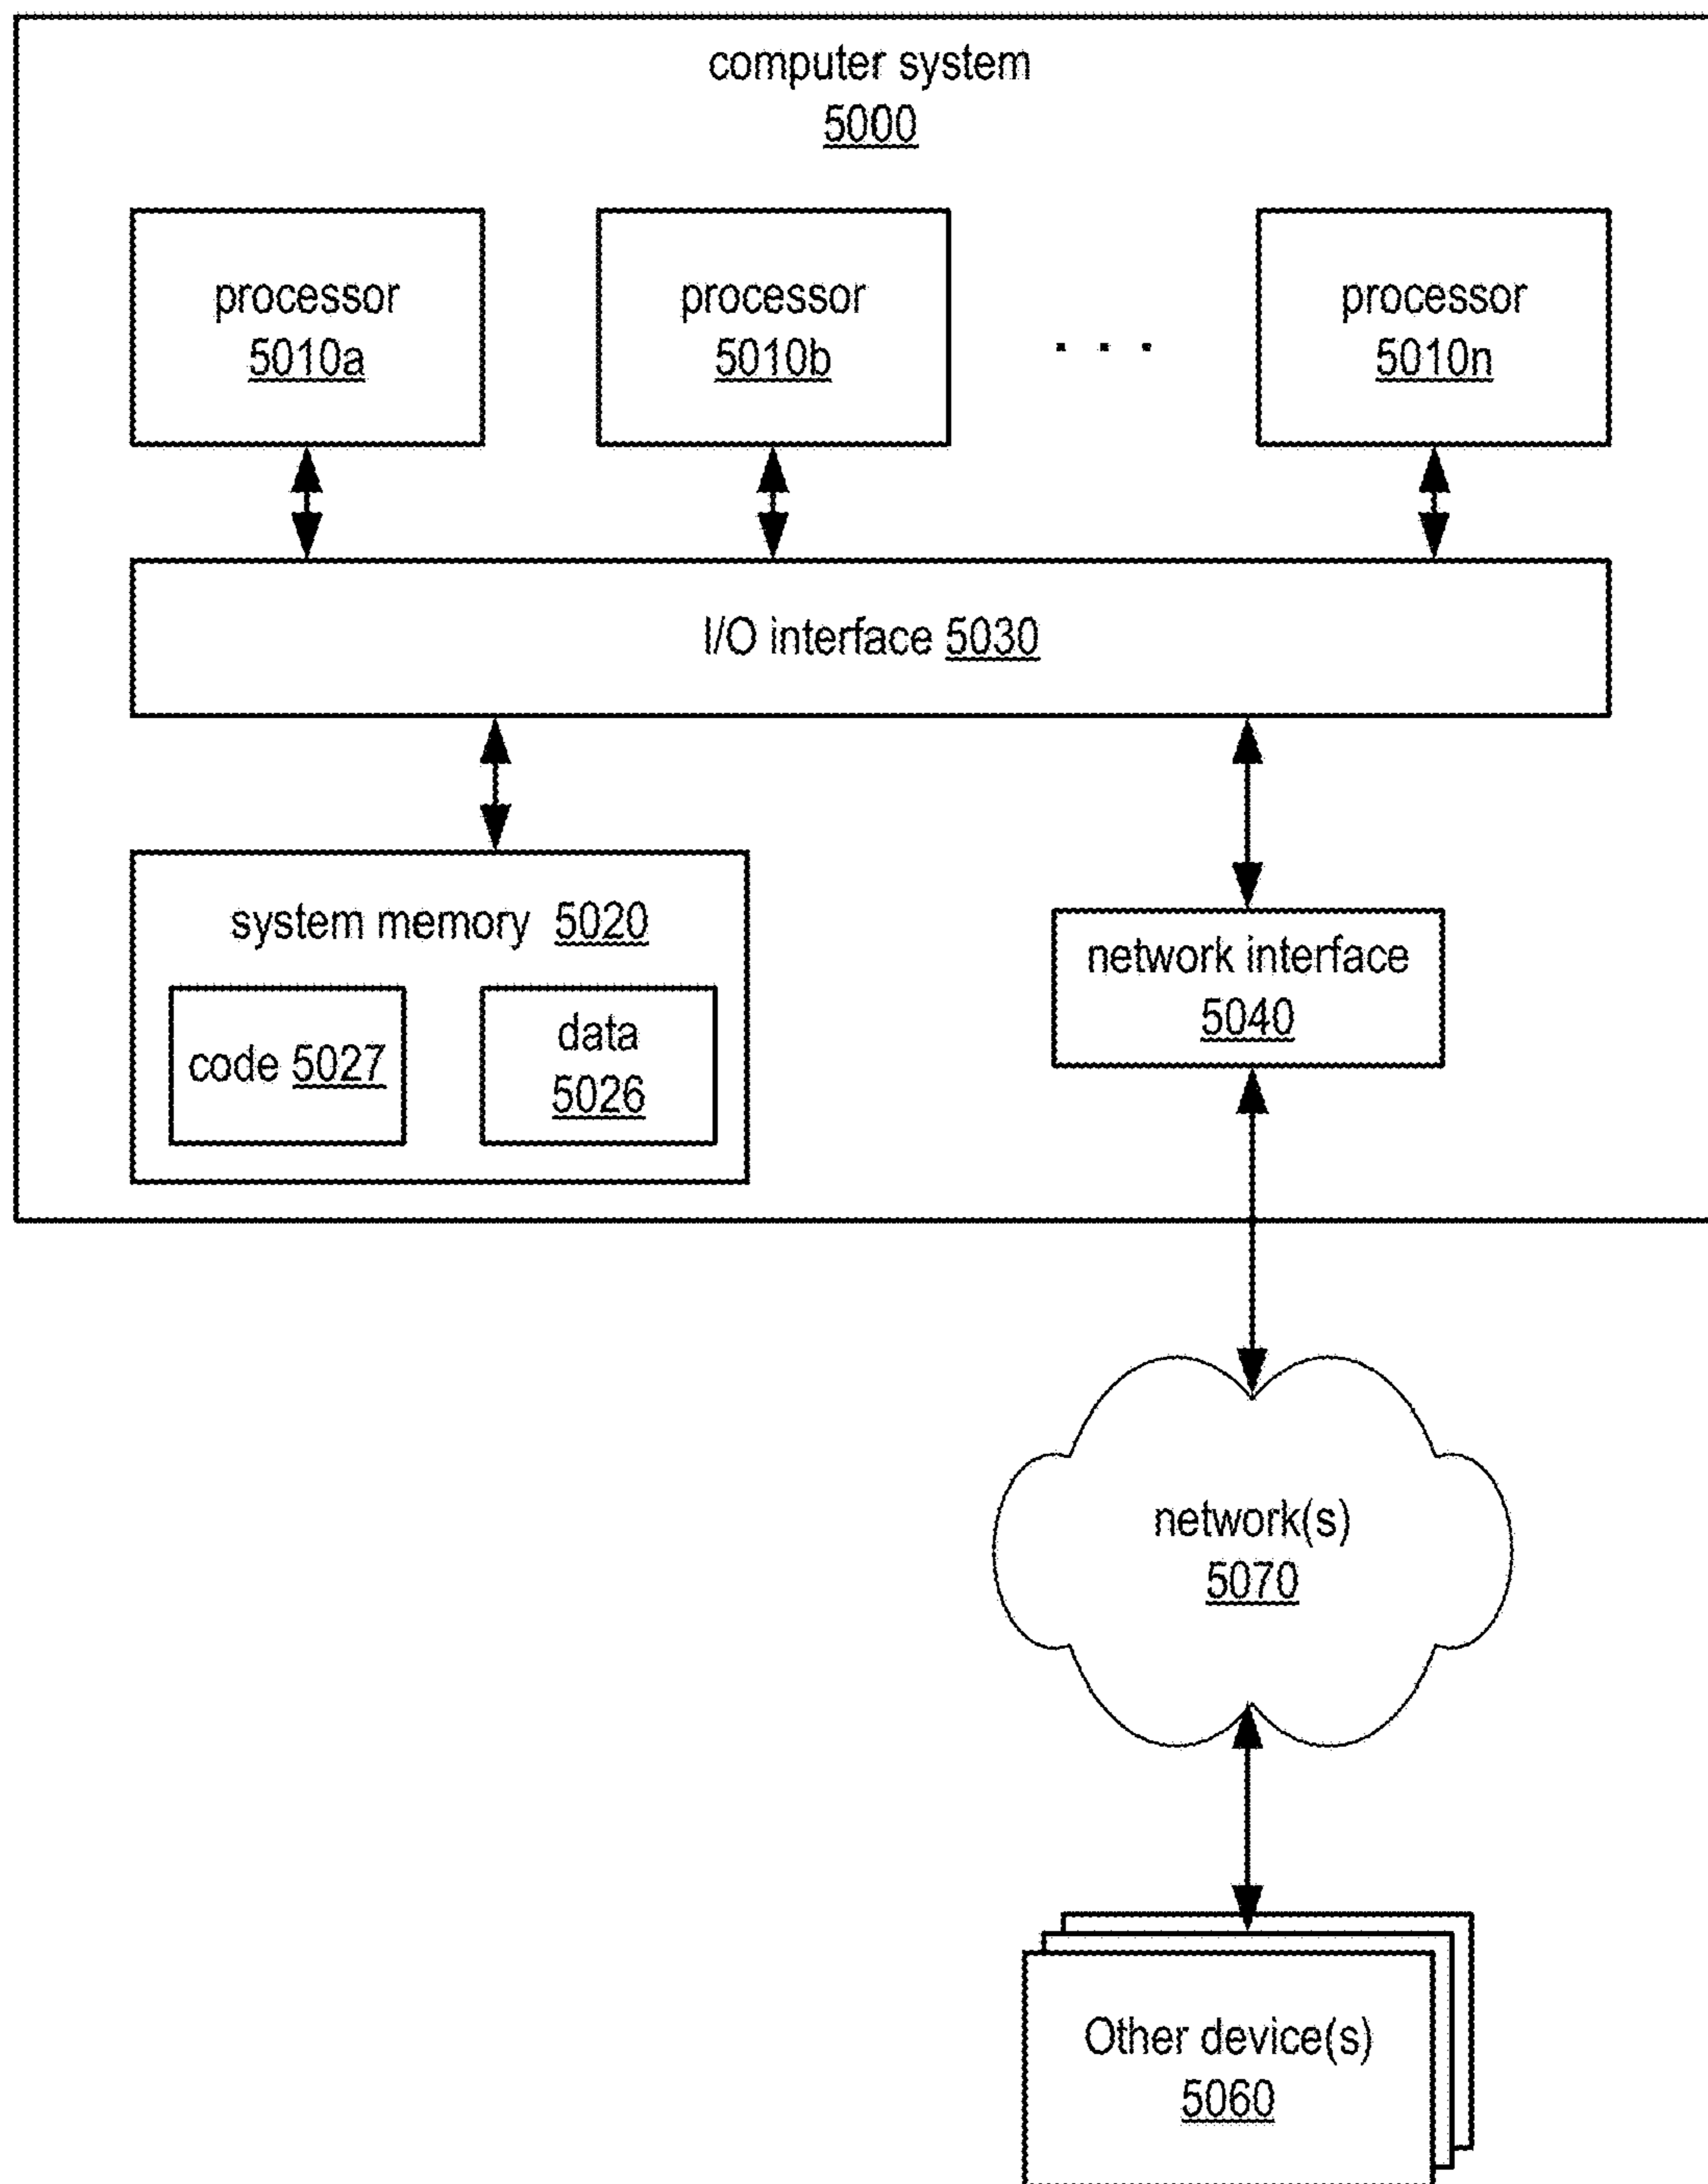 computer system
5000
processor
5010a
processor
5010b
. . .
processor
5010n
I/O interface 5030
system memory 5020
code 5027
data
5026
network interface
5040
network(s)
5070
Other device(s)
5060